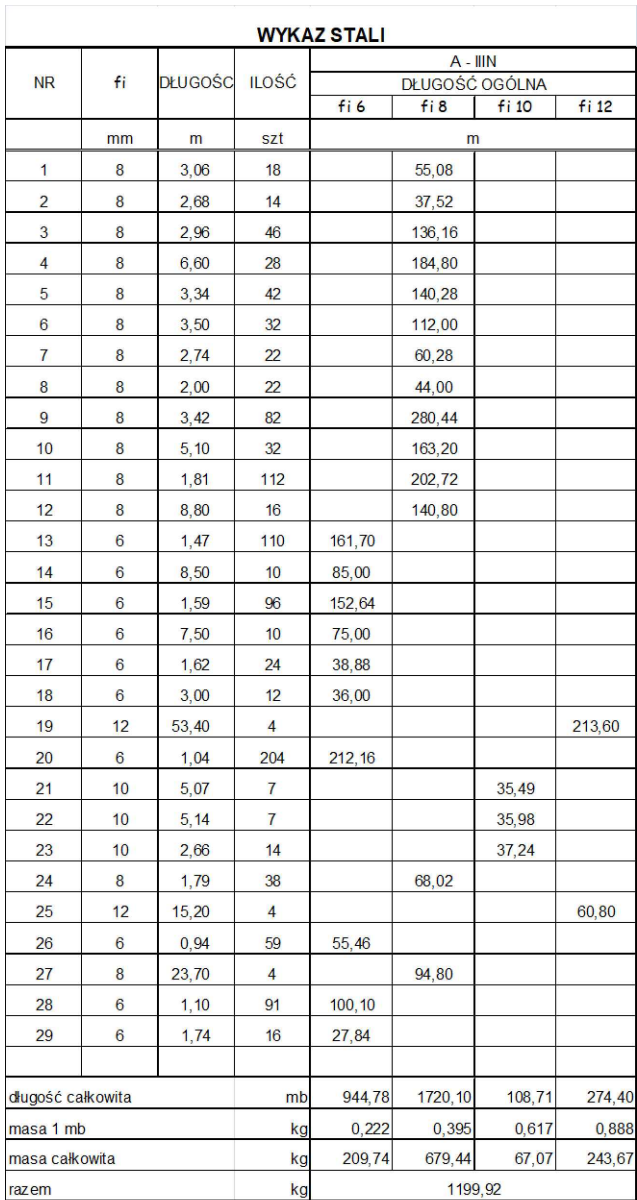 WYKAZ STALI
A - IIIN
NR fi DŁUGOŚĆ ILOŚĆ DŁUGOŚĆ OGÓLNA
fi 6 fi 8 fi 10 fi 12
mm m szt m
1 8 3,06 18 55,08
2 8 2,68 14 37,52
3 8 2,96 46 136,16
4 8 6,60 28 184,80
5 8 3,34 42 140,28
6 8 3,50 32 112,00
7 8 2,74 22 60,28
8 8 2,00 22 44,00
9 8 3,42 82 280,44
10 8 5,10 32 163,20
11 8 1,81 112 202,72
12 8 8,80 16 140,80
13 6 1,47 110 161,70
14 6 8,50 10 85,00
15 6 1,59 96 152,64
16 6 7,50 10 75,00
17 6 1,62 24 38,88
18 6 3,00 12 36,00
19 12 53,40 4 213,60
20 6 1,04 204 212,16
21 10 5,07 7 35,49
22 10 5,14 7 35,98
23 10 2,66 14 37,24
24 8 1,79 38 68,02
25 12 15,20 4 60,80
26 6 0,94 59 55,46
27 8 23,70 4 94,80
28 6 1,10 91 100,10
29 6 1,74 16 27,84
długość całkowita mb 944,78 1720,10 108,71 274,40
masa 1 mb kg 0,222 0,395 0,617 0,888
masa całkowita kg 209,74 679,44 67,07 243,67
razem kg 1199,92